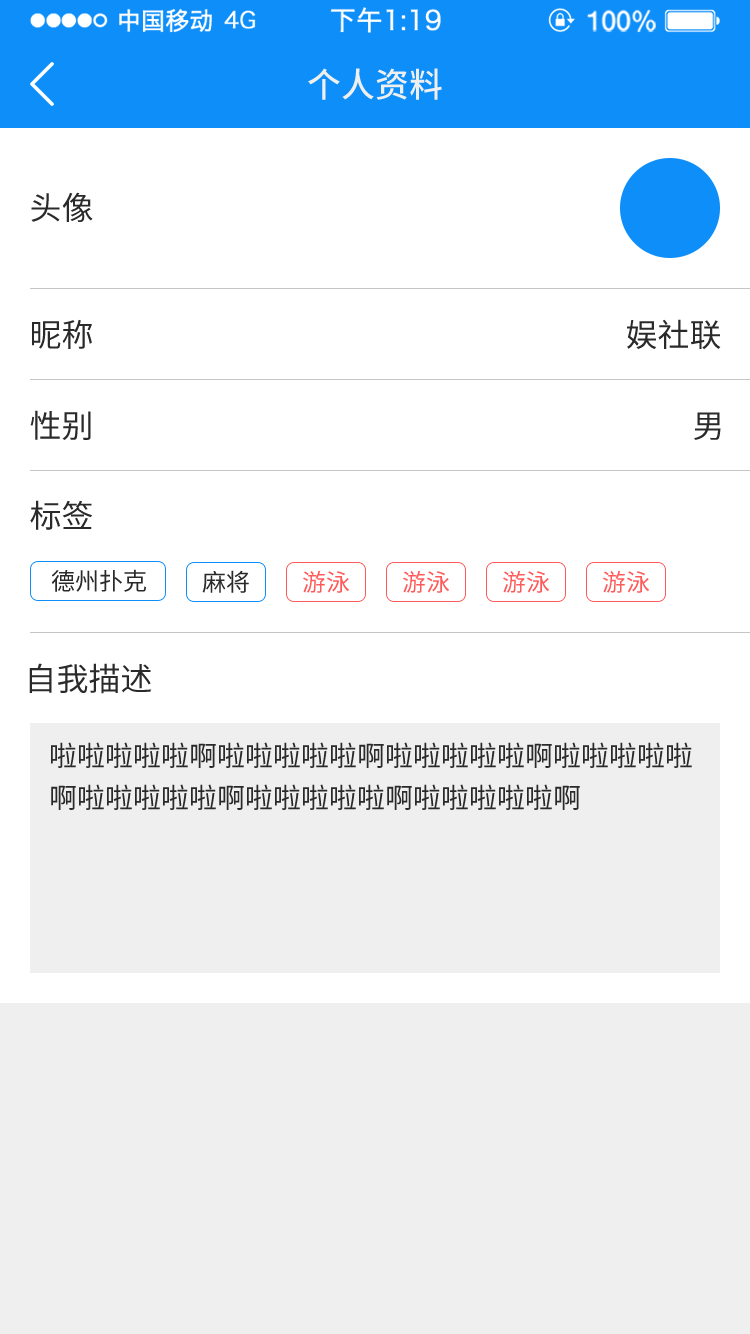 中国移动 4G 下午1:19 100%
个人资料
头像
昵称 娱社联
性别 男
标签
德州扑克 麻将 游泳 游泳 游泳 游泳
自我描述
啦啦啦啦啦啊啦啦啦啦啦啊啦啦啦啦啦啊啦啦啦啦啦
啊啦啦啦啦啦啊啦啦啦啦啦啊啦啦啦啦啦啊